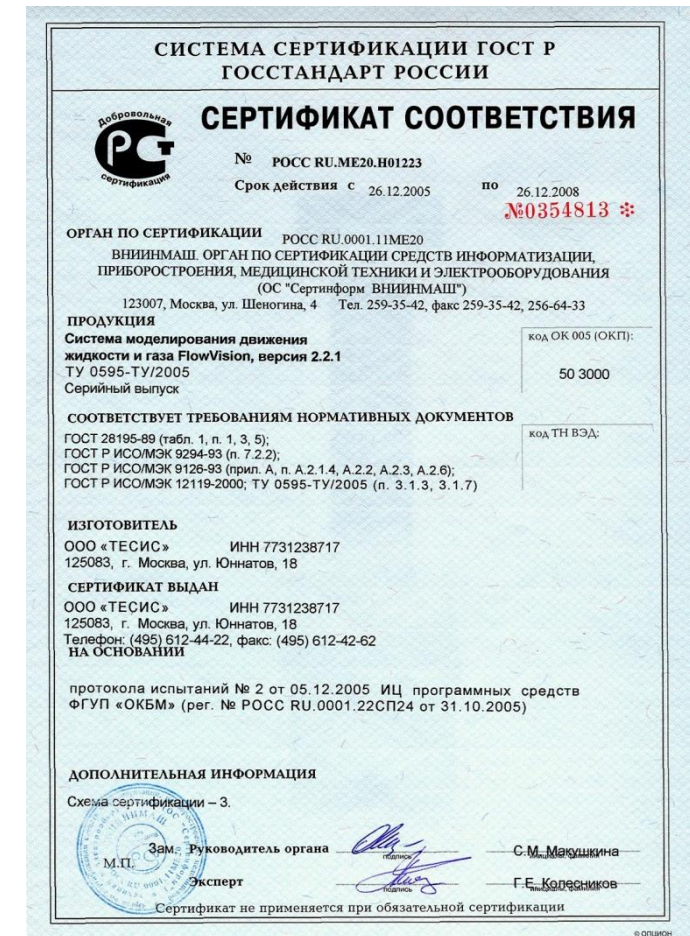 СИСТЕМА СЕРТИФИКАЦИИ ГОСТ Р
ГОССТАНДАРТ РОССИИ
Добровольная
РСТ
сертификация
СЕРТИФИКАТ СООТВЕТСТВИЯ
№ РОСС RU.ME20.H01223
Срок действия с 26.12.2005 по 26.12.2008
№0354813 ✻
ОРГАН ПО СЕРТИФИКАЦИИ РОСС RU.0001.11ME20
ВНИИНМАШ. ОРГАН ПО СЕРТИФИКАЦИИ СРЕДСТВ ИНФОРМАТИЗАЦИИ,
ПРИБОРОСТРОЕНИЯ, МЕДИЦИНСКОЙ ТЕХНИКИ И ЭЛЕКТРООБОРУДОВАНИЯ
(ОС "Сертинформ ВНИИНМАШ")
123007, Москва, ул. Шеногина, 4 Тел. 259-35-42, факс 259-35-42, 256-64-33
ПРОДУКЦИЯ
Система моделирования движения
жидкости и газа FlowVision, версия 2.2.1
ТУ 0595-ТУ/2005
Серийный выпуск
код ОК 005 (ОКП):
50 3000
СООТВЕТСТВУЕТ ТРЕБОВАНИЯМ НОРМАТИВНЫХ ДОКУМЕНТОВ
ГОСТ 28195-89 (табл. 1, п. 1, 3, 5);
ГОСТ Р ИСО/МЭК 9294-93 (п. 7.2.2);
ГОСТ Р ИСО/МЭК 9126-93 (прил. А, п. А.2.1.4, А.2.2, А.2.3, А.2.6);
ГОСТ Р ИСО/МЭК 12119-2000; ТУ 0595-ТУ/2005 (п. 3.1.3, 3.1.7)
код ТН ВЭД:
ИЗГОТОВИТЕЛЬ
ООО «ТЕСИС» ИНН 7731238717
125083, г. Москва, ул. Юннатов, 18
СЕРТИФИКАТ ВЫДАН
ООО «ТЕСИС» ИНН 7731238717
125083, г. Москва, ул. Юннатов, 18
Телефон: (495) 612-44-22, факс: (495) 612-42-62
НА ОСНОВАНИИ
протокола испытаний № 2 от 05.12.2005 ИЦ программных средств
ФГУП «ОКБМ» (рег. № РОСС RU.0001.22СП24 от 31.10.2005)
ДОПОЛНИТЕЛЬНАЯ ИНФОРМАЦИЯ
Схема сертификации – 3.
Зам. Руководитель органа
подпись
С.М. Макушкина
инициалы, фамилия
М.П.
Эксперт
подпись
Г.Е. Колесников
инициалы, фамилия
Сертификат не применяется при обязательной сертификации
© ОПЦИОН